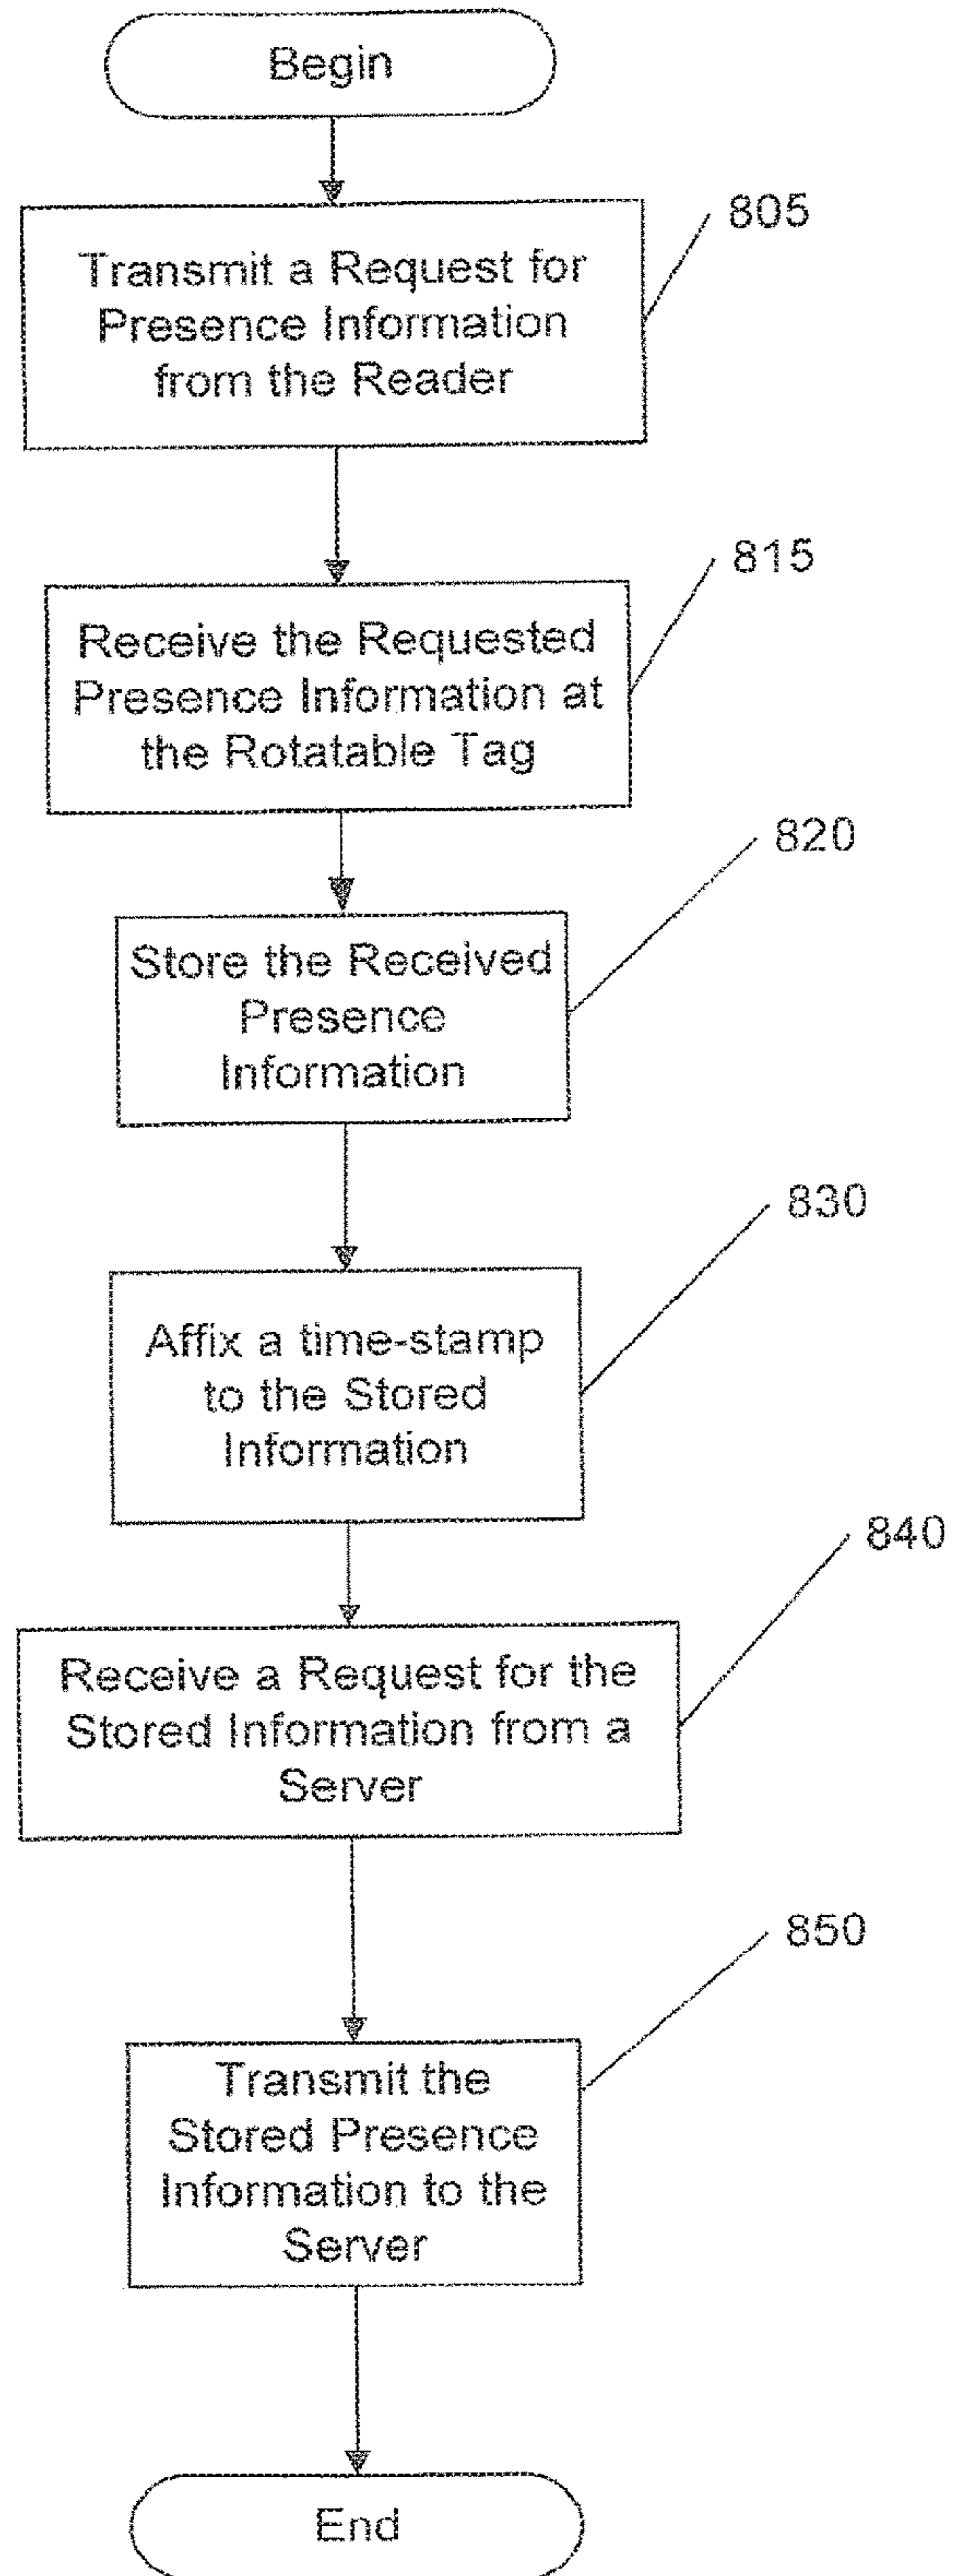 Begin
805
Transmit a Request for
Presence Information
from the Reader
815
Receive the Requested
Presence Information at
the Rotatable Tag
820
Store the Received
Presence
Information
830
Affix a time-stamp
to the Stored
Information
840
Receive a Request for the
Stored Information from a
Server
850
Transmit the
Stored Presence
Information to the
Server
End